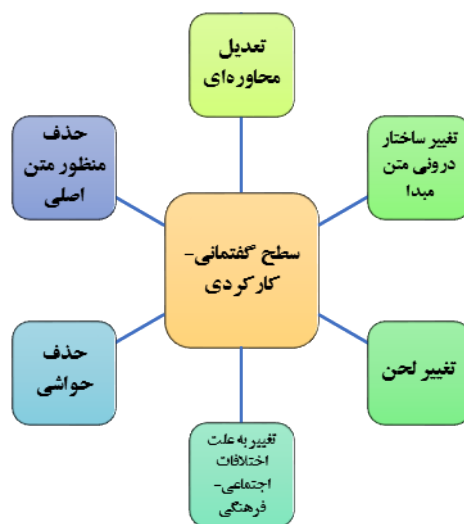 تعدیل
محاوره‌ای
تغییر ساختار
درونی متن
مبدا
حذف
منظور متن
اصلی
سطح گفتمانی-
کارکردی
تغییر لحن
حذف
حواشی
تغییر به علت
اختلافات
اجتماعی-
فرهنگی